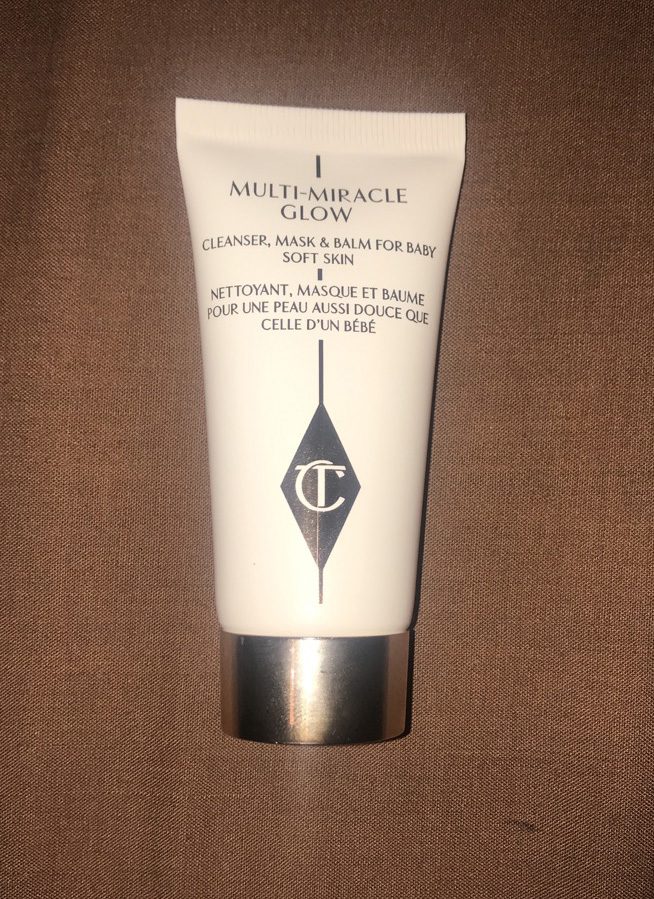 MULTI-MIRACLE
GLOW
CLEANSER, MASK & BALM FOR BABY
SOFT SKIN
NETTOYANT, MASQUE ET BAUME
POUR UNE PEAU AUSSI DOUCE QUE
CELLE D'UN BÉBÉ
CT